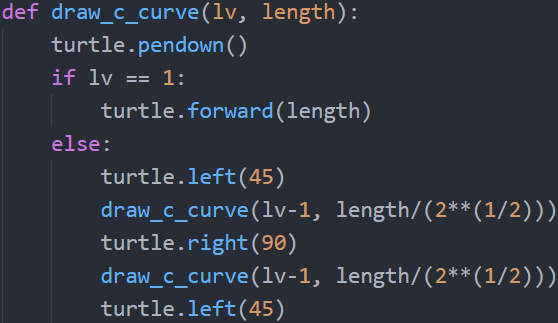 def draw_c_curve(lv, length):
    turtle.pendown()
    if lv == 1:
        turtle.forward(length)
    else:
        turtle.left(45)
        draw_c_curve(lv-1, length/(2**(1/2)))
        turtle.right(90)
        draw_c_curve(lv-1, length/(2**(1/2)))
        turtle.left(45)